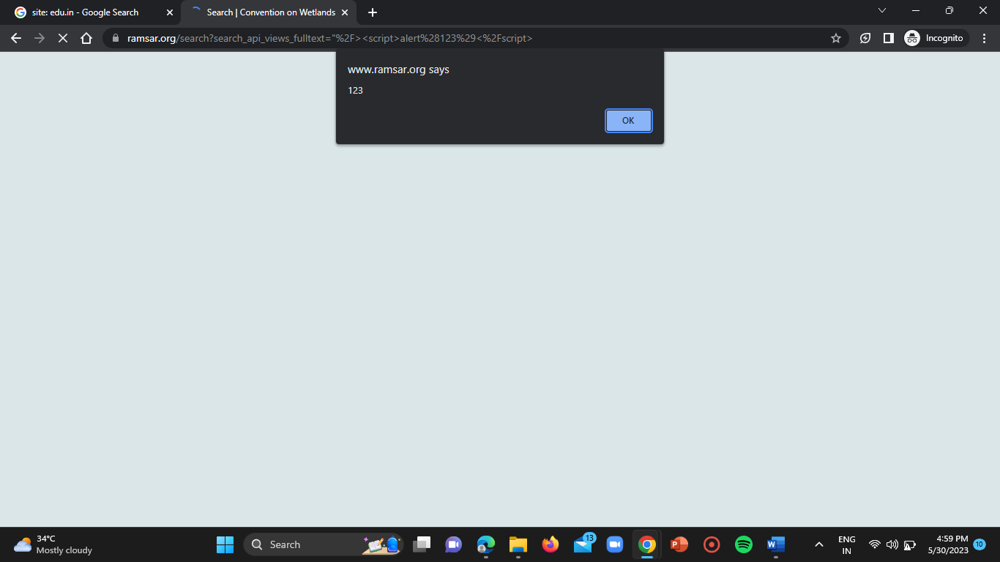 site: edu.in - Google Search
Search | Convention on Wetlands
ramsar.org/search?search_api_views_fulltext="%2F><script>alert%28123%29<%2Fscript>
Incognito
www.ramsar.org says
123
OK
34°C
Mostly cloudy
Search
13
ENG
IN
4:59 PM
5/30/2023
10